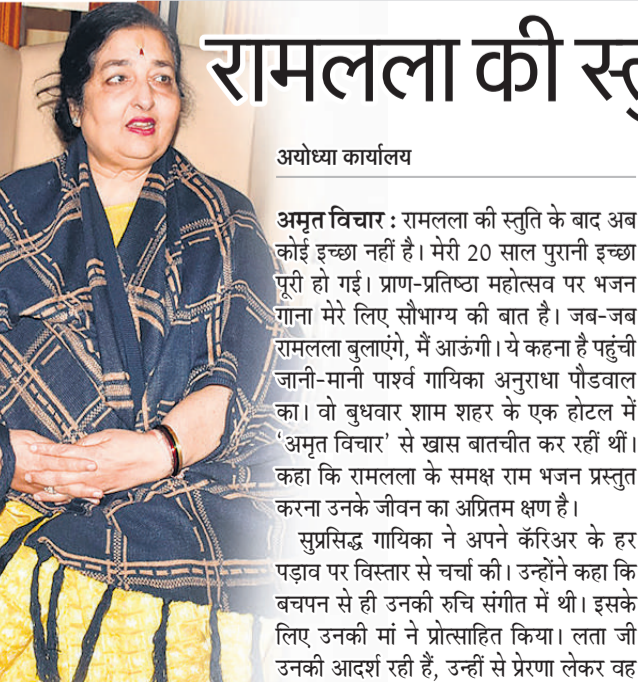 रामलला की
अयोध्या कार्यालय
अमृत विचार : रामलला की स्तुति के बाद अब
कोई इच्छा नहीं है। मेरी 20 साल पुरानी इच्छा
पूरी हो गई। प्राण-प्रतिष्ठा महोत्सव पर भजन
गाना मेरे लिए सौभाग्य की बात है। जब-जब
रामलला बुलाएंगे, मैं आऊंगी। ये कहना है पहुंची
जानी-मानी पार्श्व गायिका अनुराधा पौडवाल
का। वो बुधवार शाम शहर के एक होटल में
‘अमृत विचार’ से खास बातचीत कर रहीं थीं।
कहा कि रामलला के समक्ष राम भजन प्रस्तुत
करना उनके जीवन का अप्रितम क्षण है।
सुप्रसिद्ध गायिका ने अपने कॅरिअर के हर
पड़ाव पर विस्तार से चर्चा की। उन्होंने कहा कि
बचपन से ही उनकी रुचि संगीत में थी। इसके
लिए उनकी मां ने प्रोत्साहित किया। लता जी
उनकी आदर्श रही हैं, उन्हीं से प्रेरणा लेकर वह